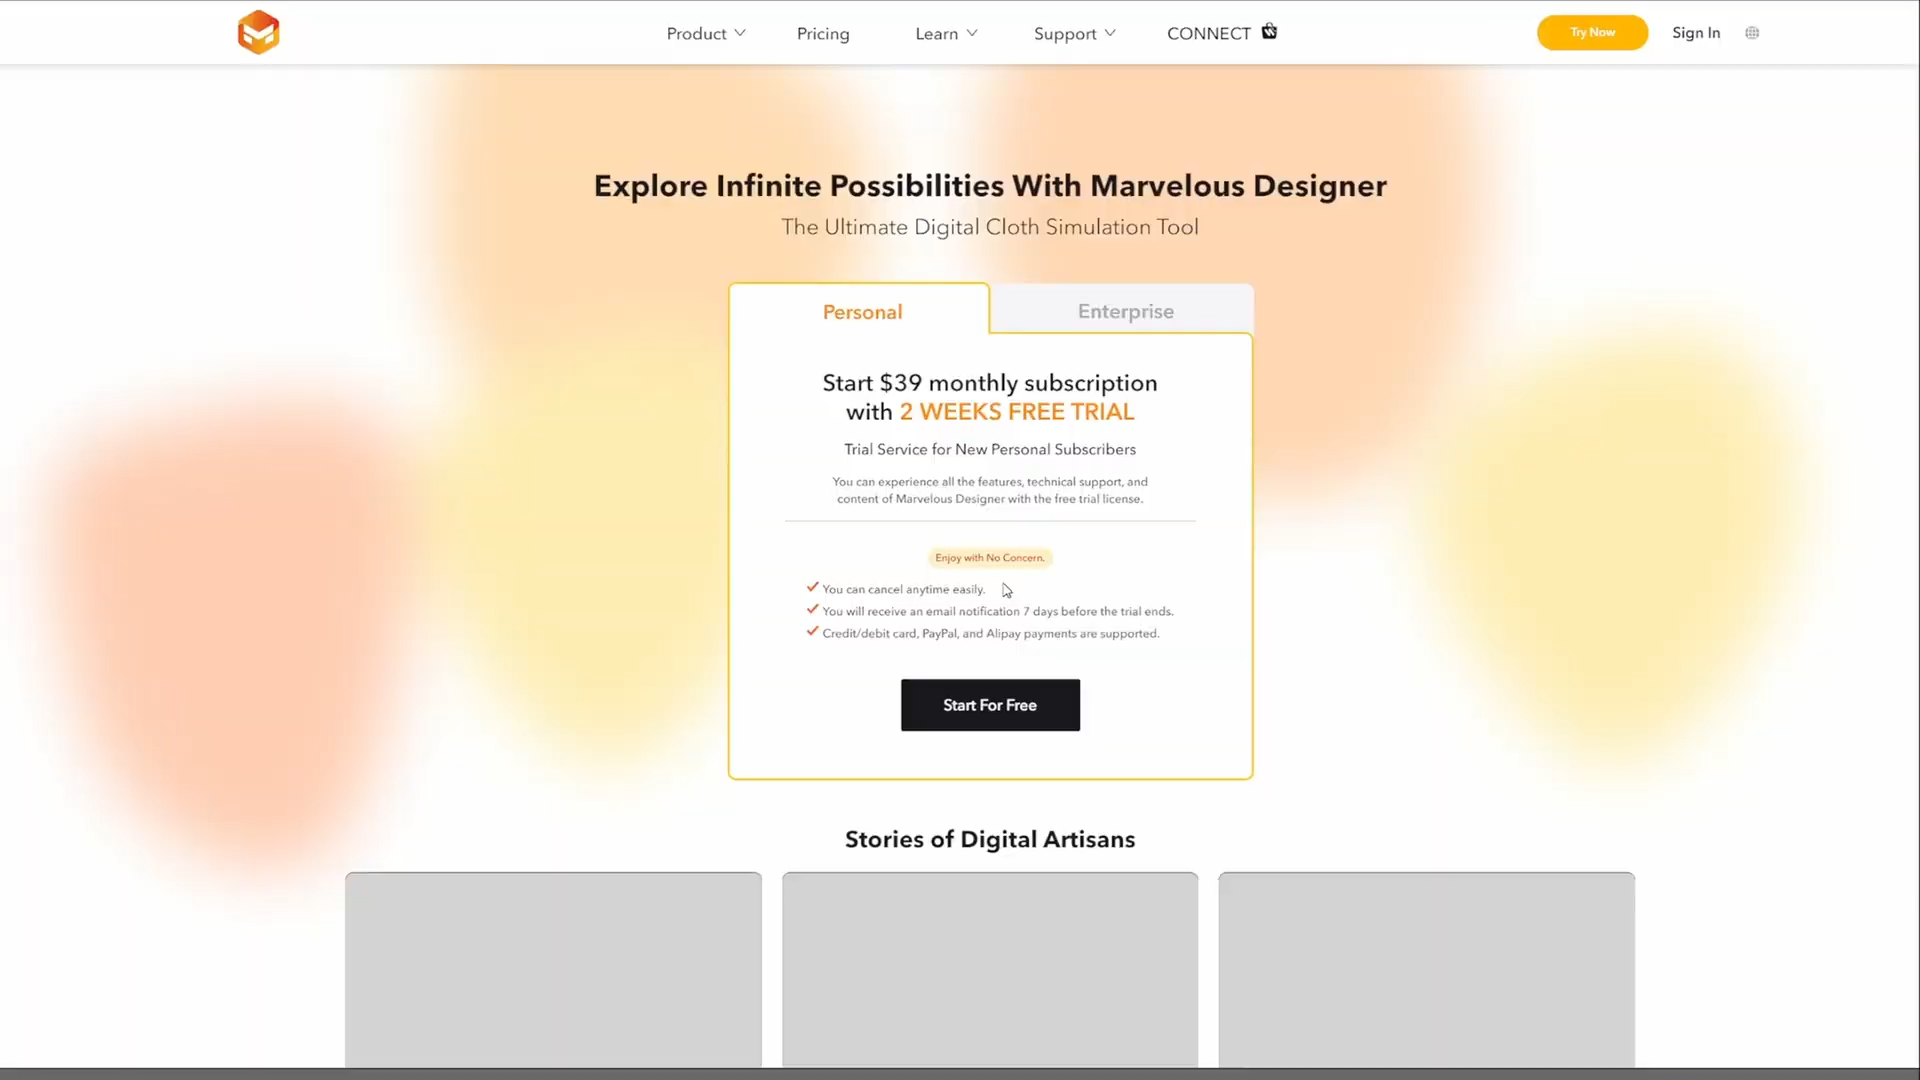 Product
Pricing
Learn
Support
CONNECT
Try Now
Sign In
Explore Infinite Possibilities With Marvelous Designer
The Ultimate Digital Cloth Simulation Tool
Personal
Enterprise
Start $39 monthly subscription
with 2 WEEKS FREE TRIAL
Trial Service for New Personal Subscribers
You can experience all the features, technical support, and
content of Marvelous Designer with the free trial license.
Enjoy with No Concern.
You can cancel anytime easily.
You will receive an email notification 7 days before the trial ends.
Credit/debit card, PayPal, and Alipay payments are supported.
Start For Free
Stories of Digital Artisans